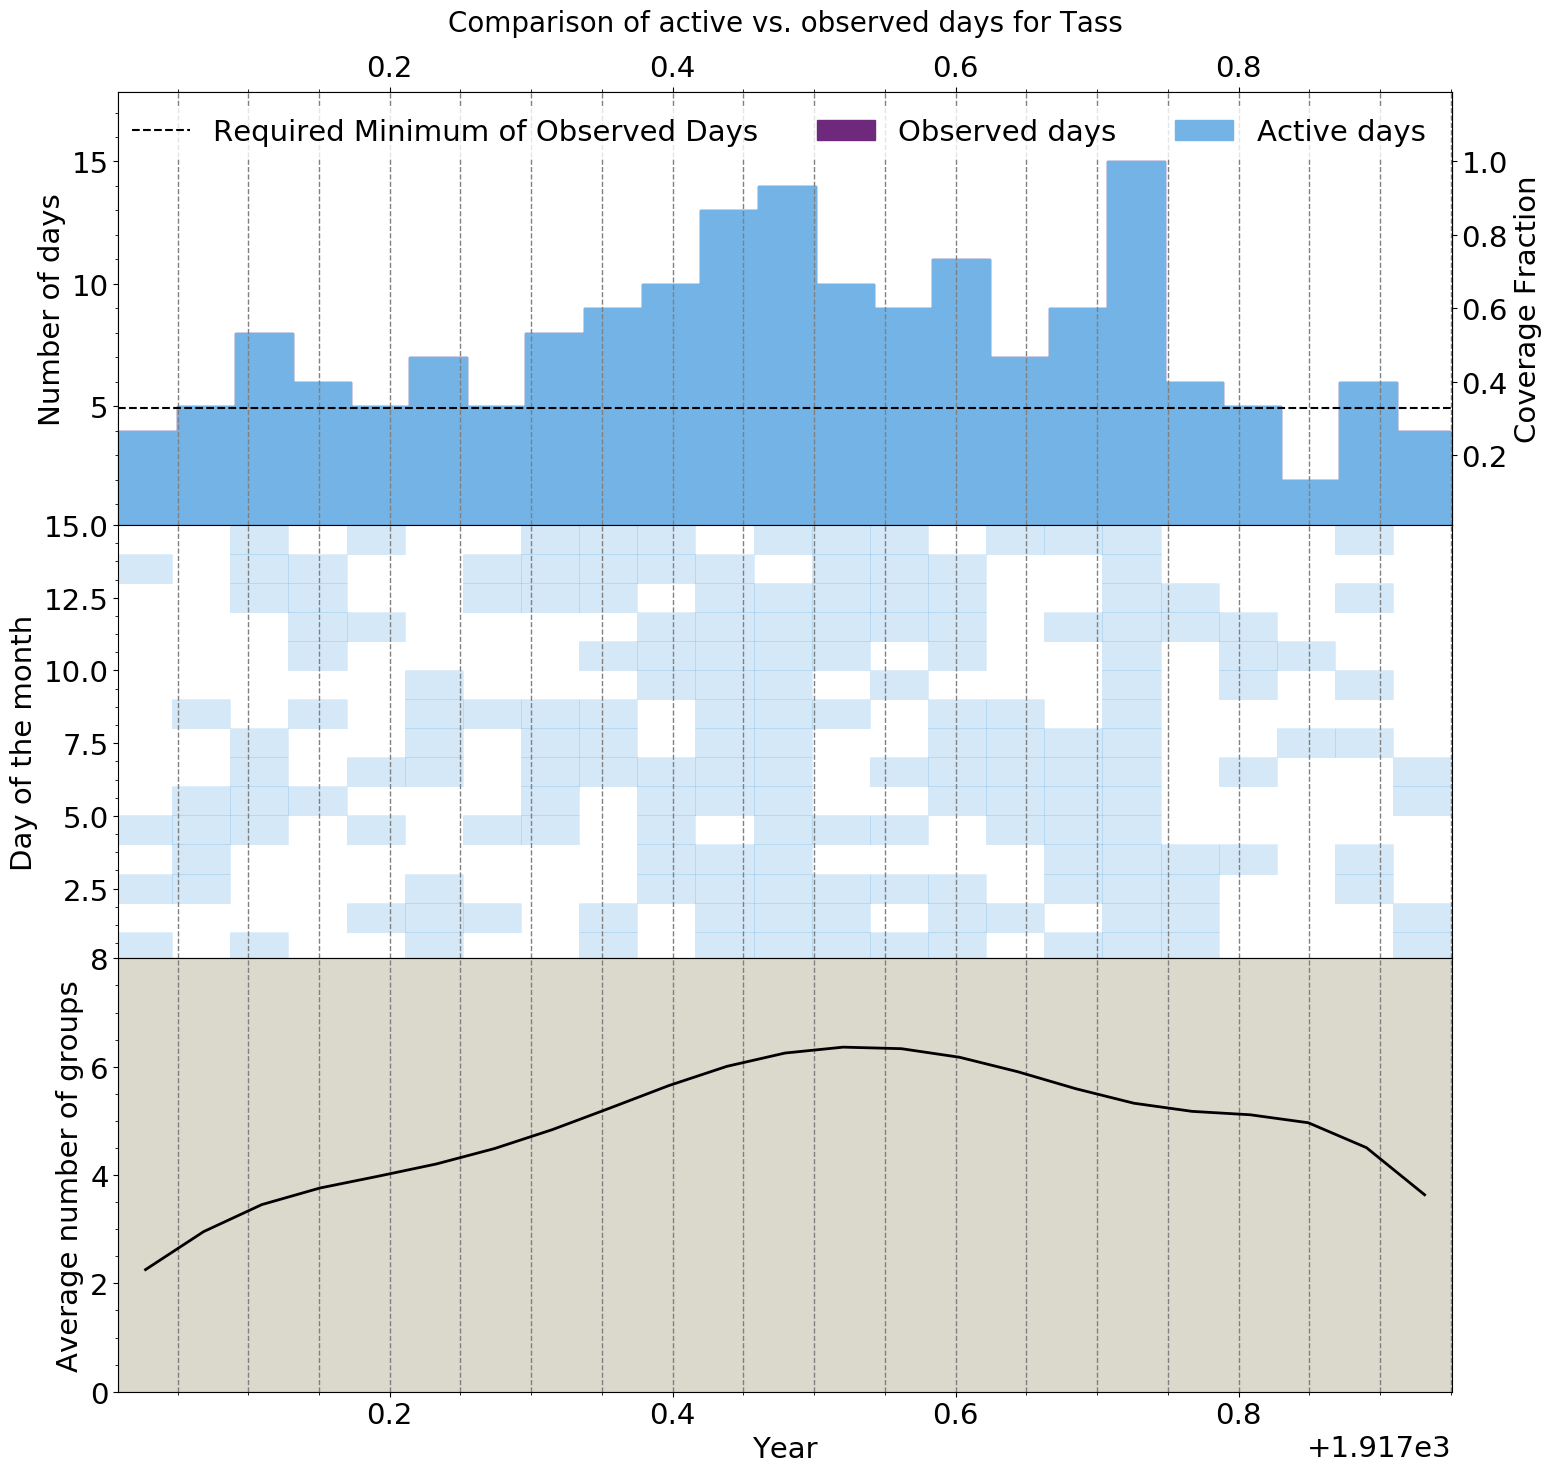 Comparison of active vs. observed days for Tass
0.2 0.4 0.6 0.8
Required Minimum of Observed Days Observed days Active days
Number of days
15
10
5
Coverage Fraction
1.0
0.8
0.6
0.4
0.2
Day of the month
15.0
12.5
10.0
7.5
5.0
2.5
Average number of groups
8
6
4
2
0
0.2 0.4 0.6 0.8
Year
+1.917e3